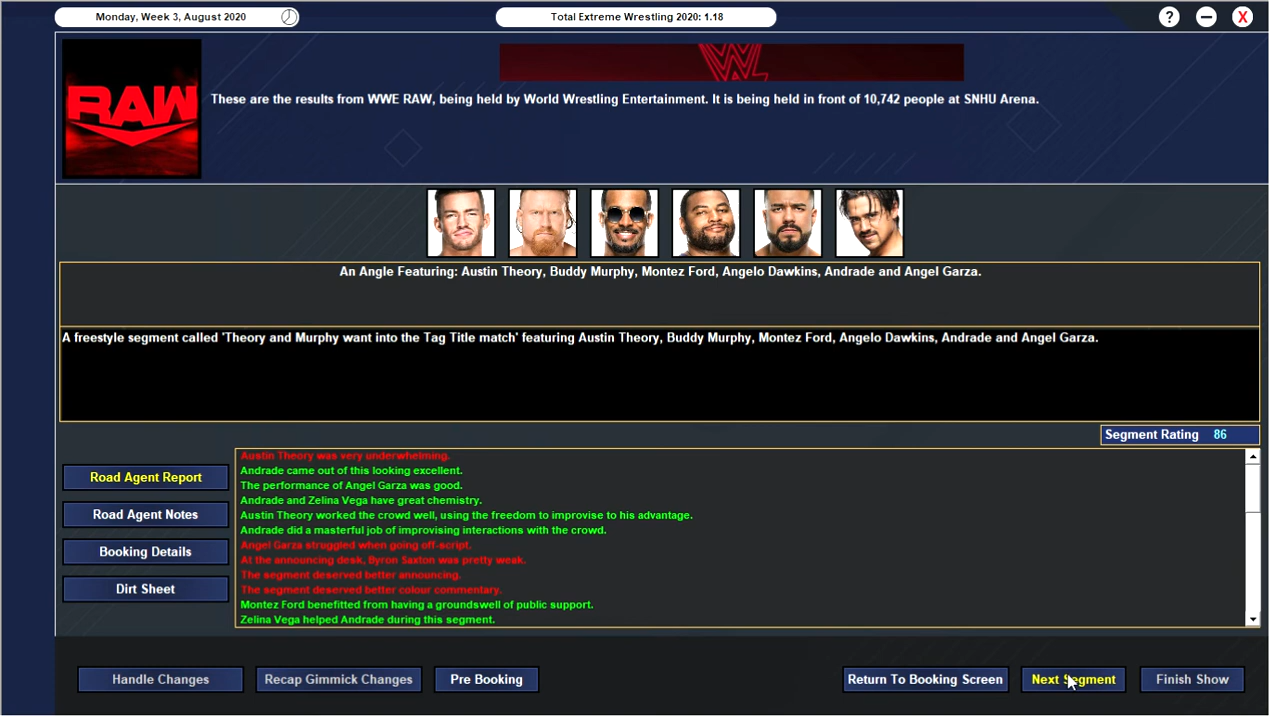 Monday, Week 3, August 2020
Total Extreme Wrestling 2020: 1.18
?
X
RAW
W
These are the results from WWE RAW, being held by World Wrestling Entertainment. It is being held in front of 10,742 people at SNHU Arena.
An Angle Featuring: Austin Theory, Buddy Murphy, Montez Ford, Angelo Dawkins, Andrade and Angel Garza.
A freestyle segment called 'Theory and Murphy want into the Tag Title match' featuring Austin Theory, Buddy Murphy, Montez Ford, Angelo Dawkins, Andrade and Angel Garza.
Segment Rating 86
Road Agent Report
Road Agent Notes
Booking Details
Dirt Sheet
Austin Theory was very underwhelming.
Andrade came out of this looking excellent.
The performance of Angel Garza was good.
Andrade and Zelina Vega have great chemistry.
Austin Theory worked the crowd well, using the freedom to improvise to his advantage.
Andrade did a masterful job of improvising interactions with the crowd.
Angel Garza struggled when going off-script.
At the announcing desk, Byron Saxton was pretty weak.
The segment deserved better announcing.
The segment deserved better colour commentary.
Montez Ford benefitted from having a groundswell of public support.
Zelina Vega helped Andrade during this segment.
Handle Changes
Recap Gimmick Changes
Pre Booking
Return To Booking Screen
Next Segment
Finish Show